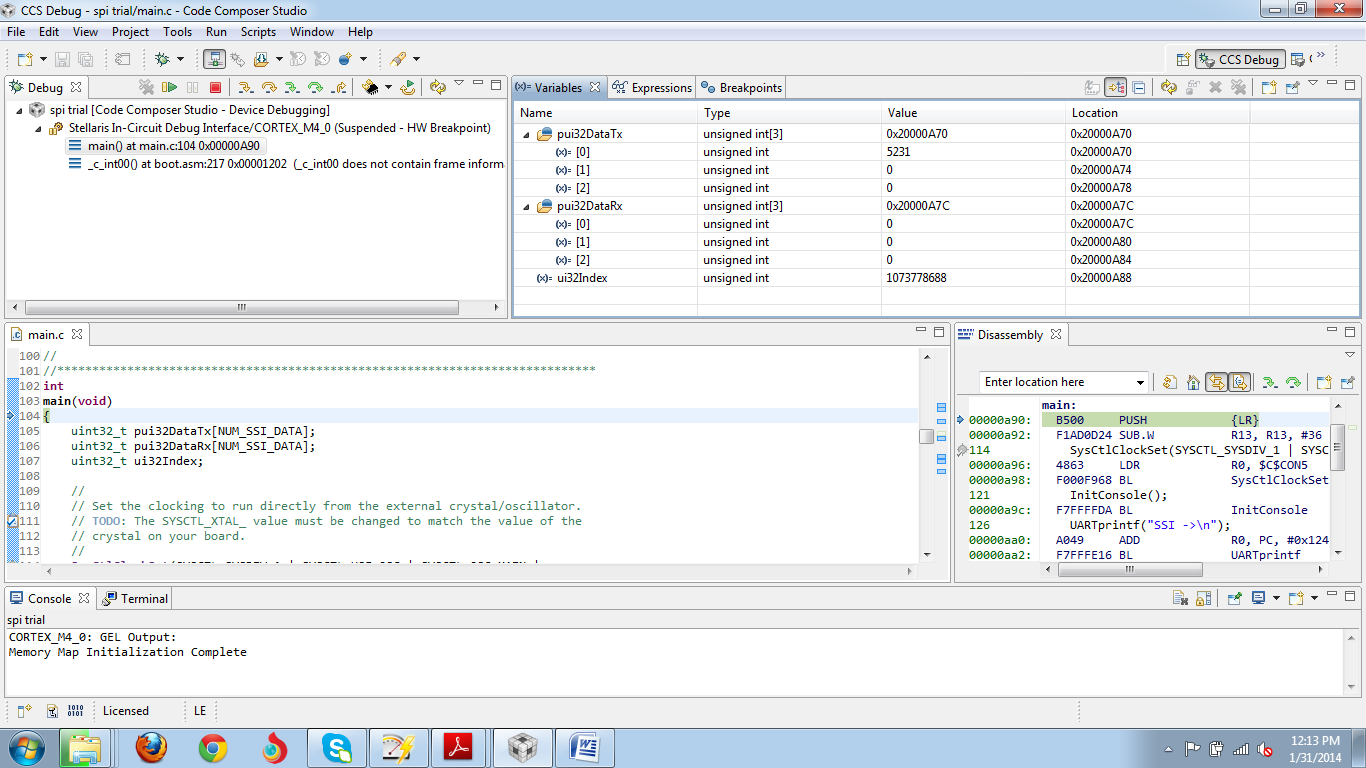 CCS Debug - spi trial/main.c - Code Composer Studio
File Edit View Project Tools Run Scripts Window Help
CCS Debug
Debug
spi trial [Code Composer Studio - Device Debugging]
Stellaris In-Circuit Debug Interface/CORTEX_M4_0 (Suspended - HW Breakpoint)
main() at main.c:104 0x00000A90
_c_int00() at boot.asm:217 0x00001202 (_c_int00 does not contain frame inform
Variables Expressions Breakpoints
Name Type Value Location
pui32DataTx unsigned int[3] 0x20000A70 0x20000A70
[0] unsigned int 5231 0x20000A70
[1] unsigned int 0 0x20000A74
[2] unsigned int 0 0x20000A78
pui32DataRx unsigned int[3] 0x20000A7C 0x20000A7C
[0] unsigned int 0 0x20000A7C
[1] unsigned int 0 0x20000A80
[2] unsigned int 0 0x20000A84
ui32Index unsigned int 1073778688 0x20000A88
main.c
100 //
101 //*****************************************************************************
102 int
103 main(void)
104 {
105 uint32_t pui32DataTx[NUM_SSI_DATA];
106 uint32_t pui32DataRx[NUM_SSI_DATA];
107 uint32_t ui32Index;
108
109 //
110 // Set the clocking to run directly from the external crystal/oscillator.
111 // TODO: The SYSCTL_XTAL_ value must be changed to match the value of the
112 // crystal on your board.
113 //
Disassembly
Enter location here
main:
00000a90: B500 PUSH {LR}
00000a92: F1AD0D24 SUB.W R13, R13, #36
114 SysCtlClockSet(SYSCTL_SYSDIV_1 | SYSC
00000a96: 4863 LDR R0, $C$CON5
00000a98: F000F968 BL SysCtlClockSet
121 InitConsole();
00000a9c: F7FFFFDA BL InitConsole
126 UARTprintf("SSI ->\n");
00000aa0: A049 ADD R0, PC, #0x124
00000aa2: F7FFFE16 BL UARTprintf
Console Terminal
spi trial
CORTEX_M4_0: GEL Output:
Memory Map Initialization Complete
Licensed LE
12:13 PM
1/31/2014